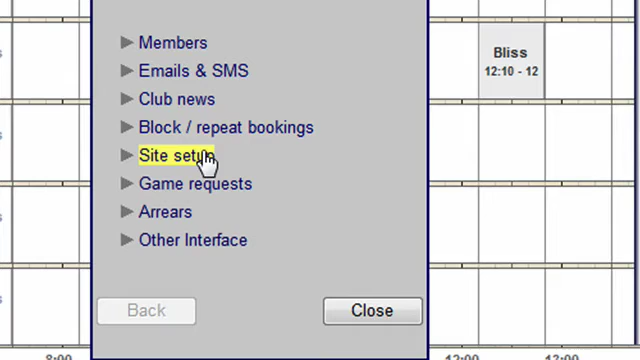 Members
Emails & SMS
Club news
Block / repeat bookings
Site setup
Game requests
Arrears
Other Interface
Back
Close
Bliss
12:10 - 12
8:00
12:00
12:00